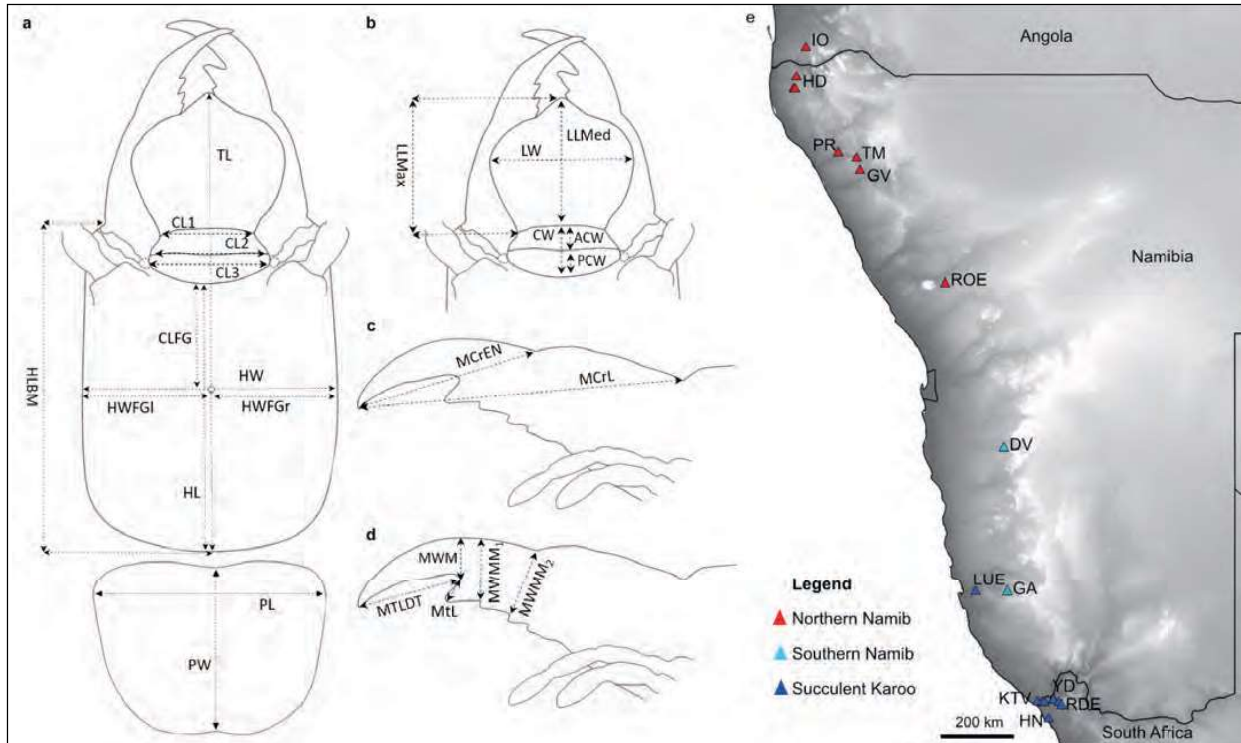 a
TL
CL1
CL2
CL3
CLFG
HW
HWFGl
HWFGr
HLBM
HL
PL
PW
b
LLMax
LLMed
LW
CW
ACW
PCW
c
MCrEN
MCrL
d
MWM
MWMM1
MWMM2
MTLDT
MtL
e
IO
Angola
HD
PR
TM
GV
Namibia
ROE
DV
LUE
GA
Legend
Northern Namib
Southern Namib
Succulent Karoo
KTV
YD
RDE
HN
200 km
South Africa